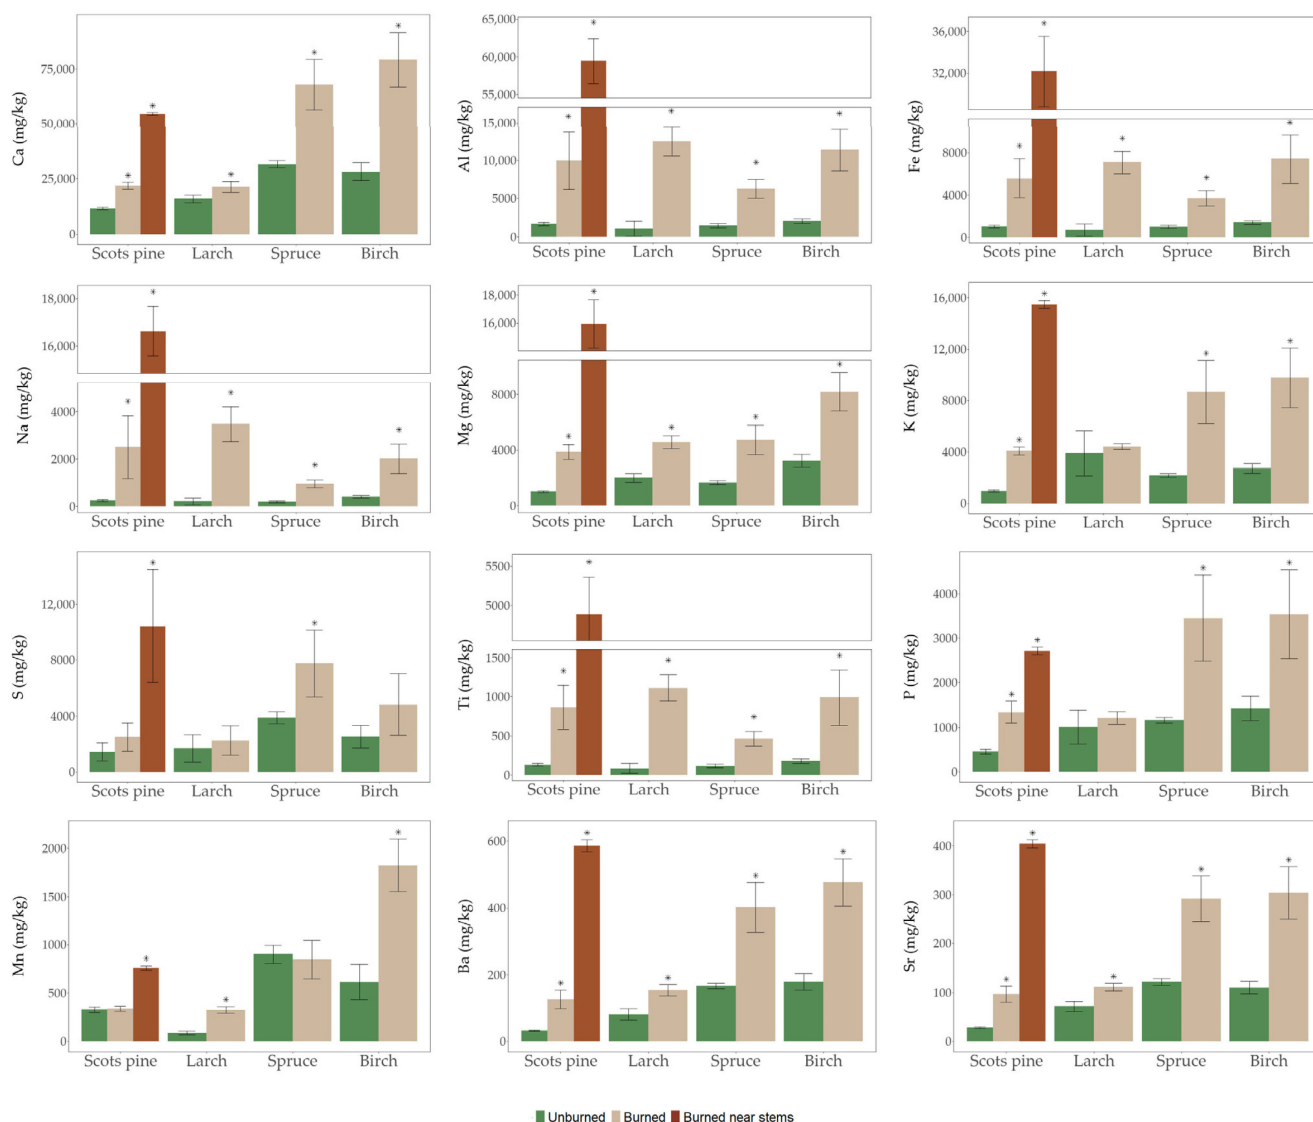 Ca (mg/kg)
75,000
50,000
25,000
0
* * * * *
Scots pine Larch Spruce Birch
Al (mg/kg)
65,000
60,000
55,000
15,000
10,000
5000
0
* * * * *
Scots pine Larch Spruce Birch
Fe (mg/kg)
36,000
32,000
8000
4000
0
* * * * *
Scots pine Larch Spruce Birch
Na (mg/kg)
18,000
16,000
4000
2000
0
* * * * *
Scots pine Larch Spruce Birch
Mg (mg/kg)
18,000
16,000
8000
4000
0
* * * * *
Scots pine Larch Spruce Birch
K (mg/kg)
16,000
12,000
8000
4000
0
* * * *
Scots pine Larch Spruce Birch
S (mg/kg)
12,000
8000
4000
0
* *
Scots pine Larch Spruce Birch
Ti (mg/kg)
5500
5000
1500
1000
500
0
* * * * *
Scots pine Larch Spruce Birch
P (mg/kg)
4000
3000
2000
1000
0
* * * *
Scots pine Larch Spruce Birch
Mn (mg/kg)
2000
1500
1000
500
0
* * *
Scots pine Larch Spruce Birch
Ba (mg/kg)
600
400
200
0
* * * * *
Scots pine Larch Spruce Birch
Sr (mg/kg)
400
300
200
100
0
* * * * *
Scots pine Larch Spruce Birch
Unburned Burned Burned near stems